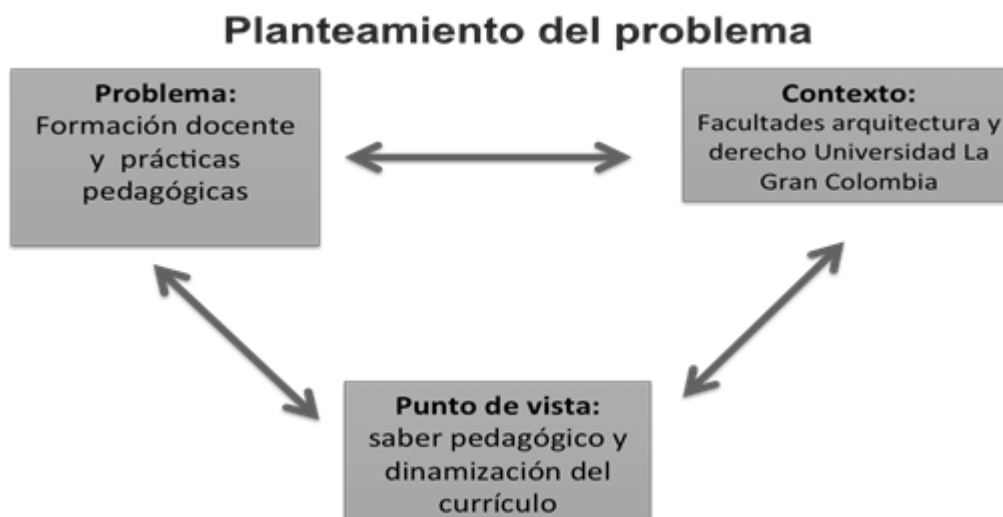 Planteamiento del problema
Problema:
Formación docente
y prácticas
pedagógicas
Contexto:
Facultades arquitectura y
derecho Universidad La
Gran Colombia
Punto de vista:
saber pedagógico y
dinamización del
currículo